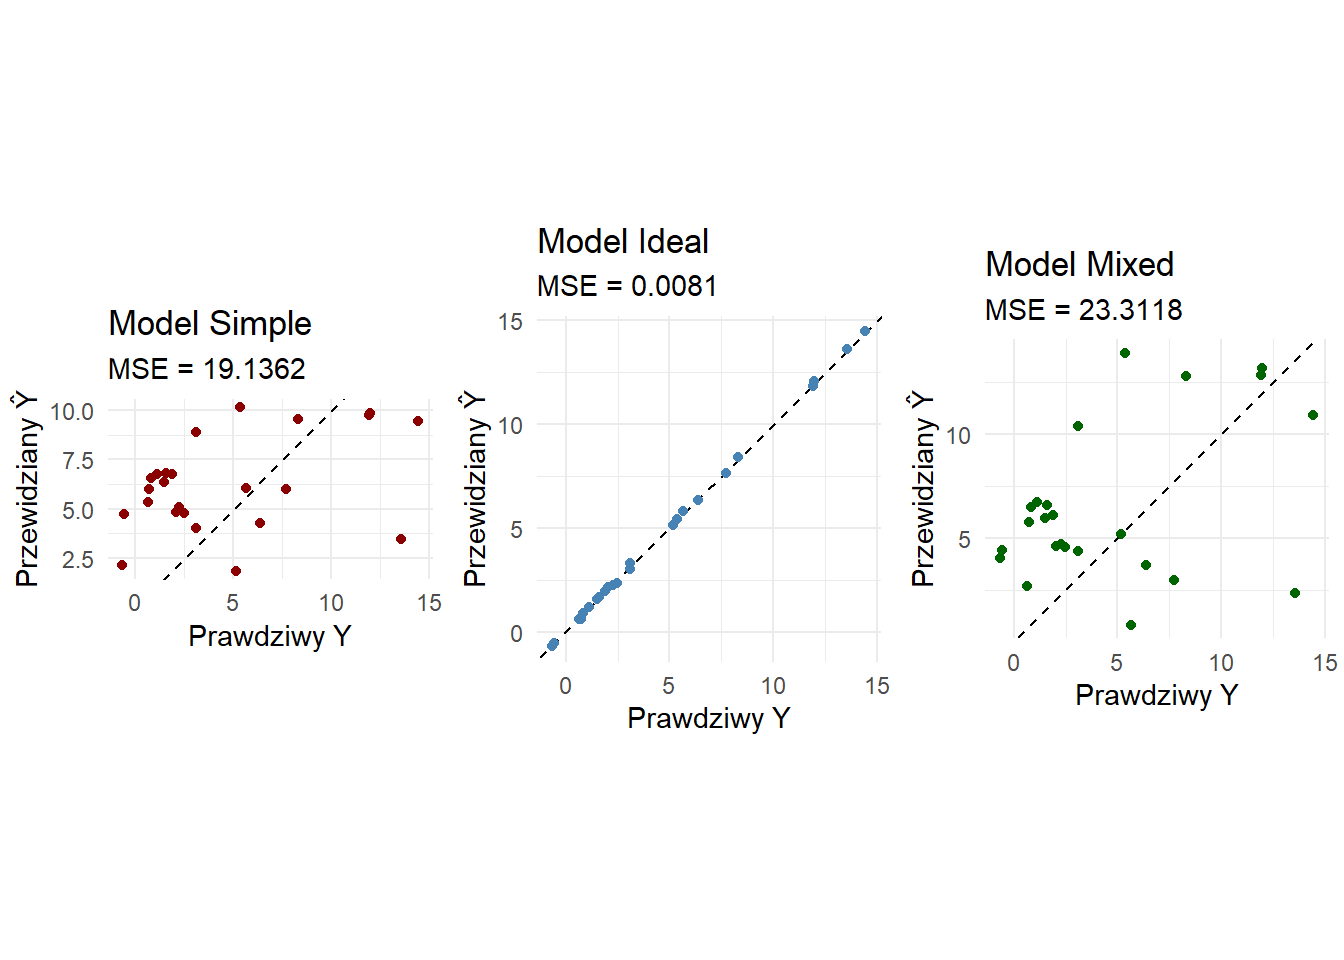 Model Simple
MSE = 19.1362
Przewidziany Ŷ
10.0
7.5
5.0
2.5
0 5 10 15
Prawdziwy Y
Model Ideal
MSE = 0.0081
Przewidziany Ŷ
15
10
5
0
0 5 10 15
Prawdziwy Y
Model Mixed
MSE = 23.3118
Przewidziany Ŷ
10
5
0 5 10 15
Prawdziwy Y